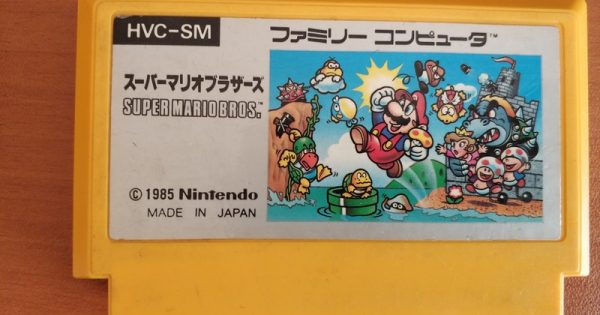 HVC-SM
ファミリー コンピュータ™
スーパーマリオブラザーズ
SUPER MARIO BROS.™
© 1985 Nintendo
MADE IN JAPAN